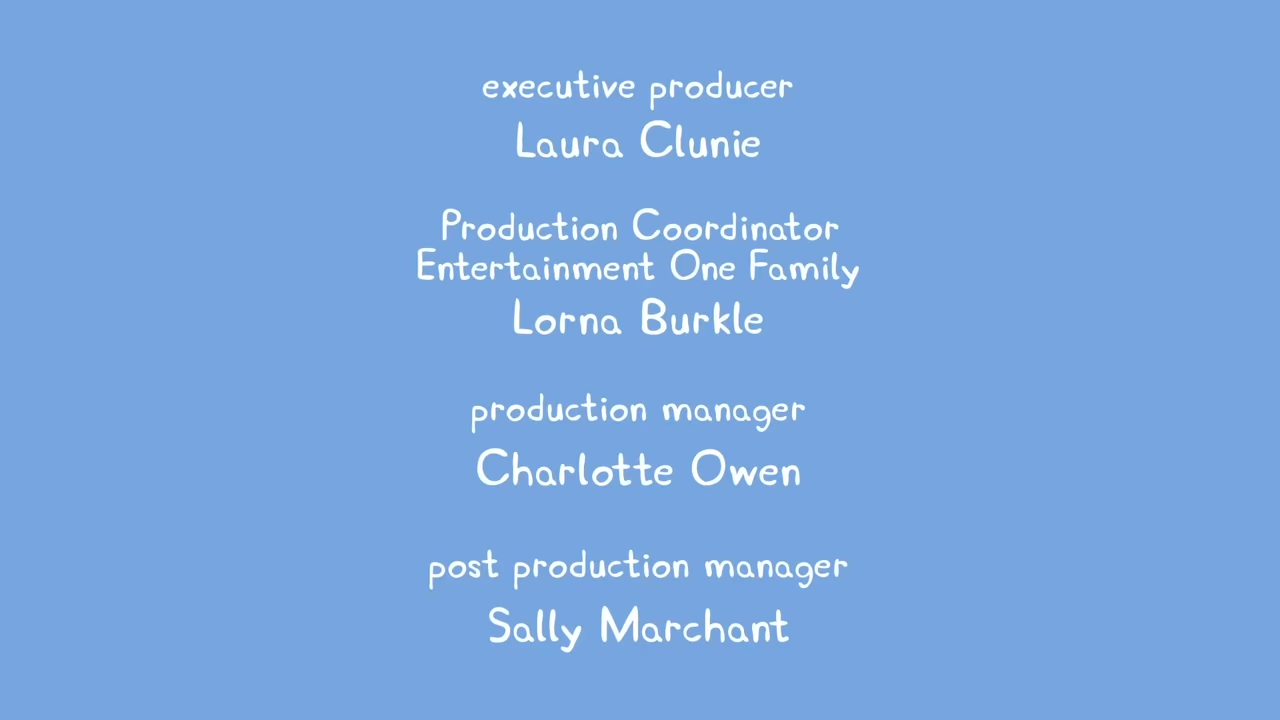 executive producer
Laura Clunie
Production Coordinator
Entertainment One Family
Lorna Burkle
production manager
Charlotte Owen
post production manager
Sally Marchant